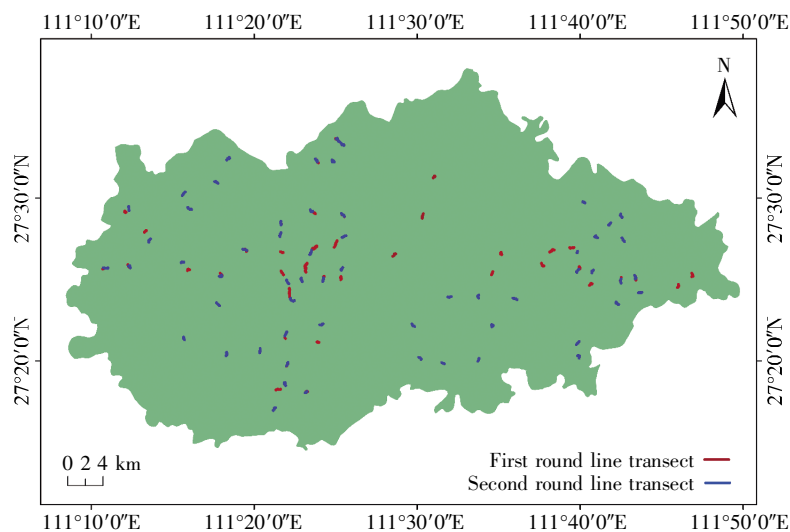 111°10′0″E 111°20′0″E 111°30′0″E 111°40′0″E 111°50′0″E
N
27°30′0″N 27°30′0″N
27°20′0″N 27°20′0″N
0 2 4 km
First round line transect
Second round line transect
111°10′0″E 111°20′0″E 111°30′0″E 111°40′0″E 111°50′0″E